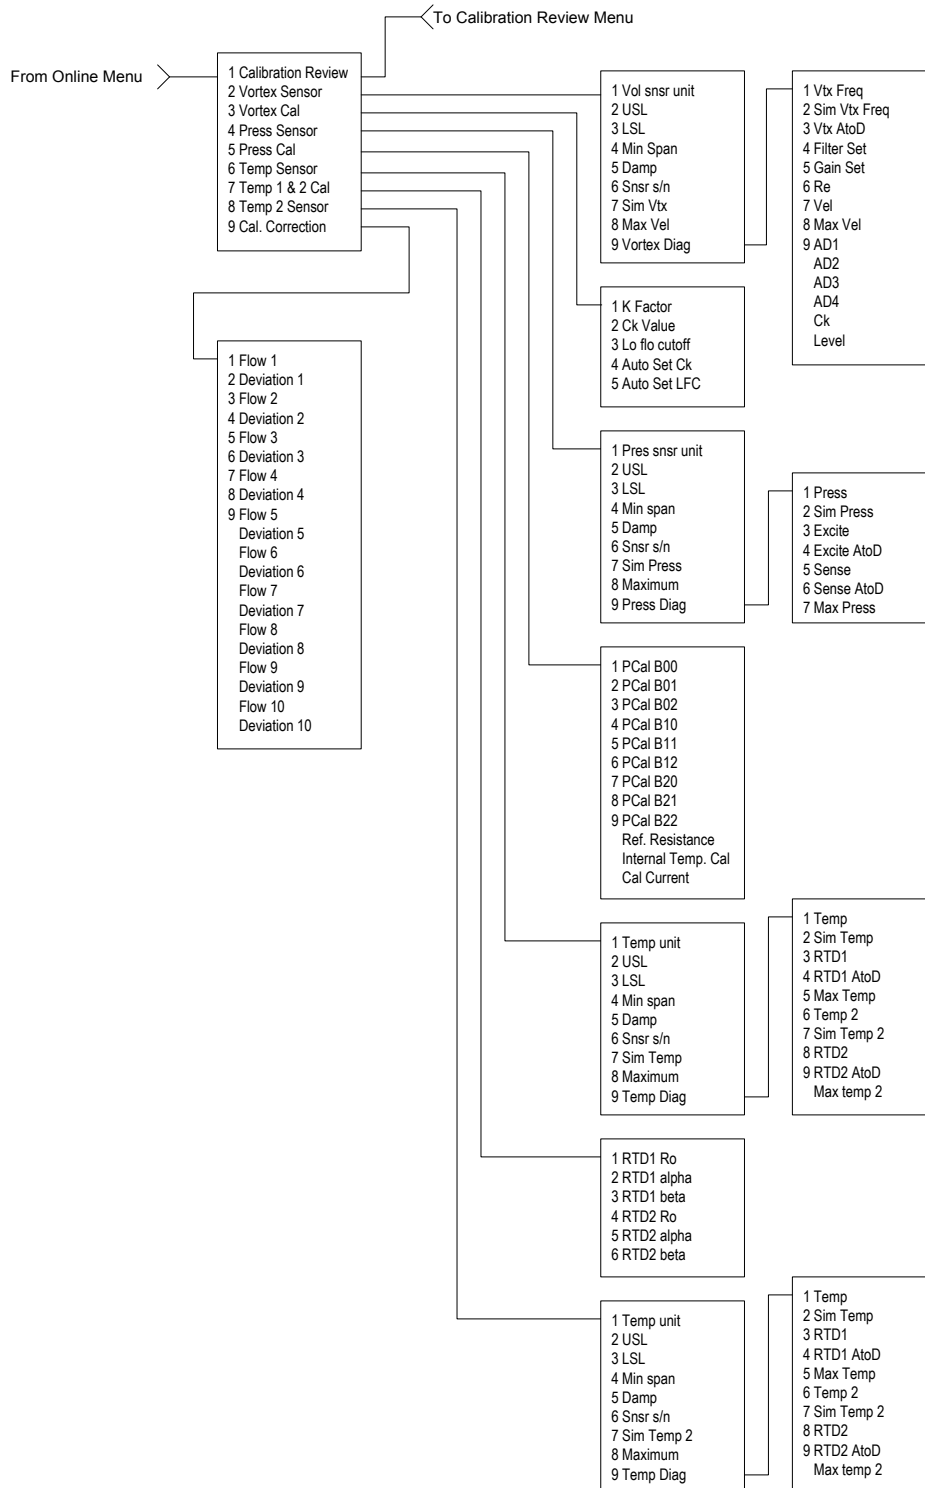 To Calibration Review Menu
From Online Menu
1 Calibration Review
2 Vortex Sensor
3 Vortex Cal
4 Press Sensor
5 Press Cal
6 Temp Sensor
7 Temp 1 & 2 Cal
8 Temp 2 Sensor
9 Cal. Correction
1 Flow 1
2 Deviation 1
3 Flow 2
4 Deviation 2
5 Flow 3
6 Deviation 3
7 Flow 4
8 Deviation 4
9 Flow 5
Deviation 5
Flow 6
Deviation 6
Flow 7
Deviation 7
Flow 8
Deviation 8
Flow 9
Deviation 9
Flow 10
Deviation 10
1 Vol snsr unit
2 USL
3 LSL
4 Min Span
5 Damp
6 Snsr s/n
7 Sim Vtx
8 Max Vel
9 Vortex Diag
1 Vtx Freq
2 Sim Vtx Freq
3 Vtx AtoD
4 Filter Set
5 Gain Set
6 Re
7 Vel
8 Max Vel
9 AD1
AD2
AD3
AD4
Ck
Level
1 K Factor
2 Ck Value
3 Lo flo cutoff
4 Auto Set Ck
5 Auto Set LFC
1 Pres snsr unit
2 USL
3 LSL
4 Min span
5 Damp
6 Snsr s/n
7 Sim Press
8 Maximum
9 Press Diag
1 Press
2 Sim Press
3 Excite
4 Excite AtoD
5 Sense
6 Sense AtoD
7 Max Press
1 PCal B00
2 PCal B01
3 PCal B02
4 PCal B10
5 PCal B11
6 PCal B12
7 PCal B20
8 PCal B21
9 PCal B22
Ref. Resistance
Internal Temp. Cal
Cal Current
1 Temp unit
2 USL
3 LSL
4 Min span
5 Damp
6 Snsr s/n
7 Sim Temp
8 Maximum
9 Temp Diag
1 Temp
2 Sim Temp
3 RTD1
4 RTD1 AtoD
5 Max Temp
6 Temp 2
7 Sim Temp 2
8 RTD2
9 RTD2 AtoD
Max temp 2
1 RTD1 Ro
2 RTD1 alpha
3 RTD1 beta
4 RTD2 Ro
5 RTD2 alpha
6 RTD2 beta
1 Temp unit
2 USL
3 LSL
4 Min span
5 Damp
6 Snsr s/n
7 Sim Temp 2
8 Maximum
9 Temp Diag
1 Temp
2 Sim Temp
3 RTD1
4 RTD1 AtoD
5 Max Temp
6 Temp 2
7 Sim Temp 2
8 RTD2
9 RTD2 AtoD
Max temp 2